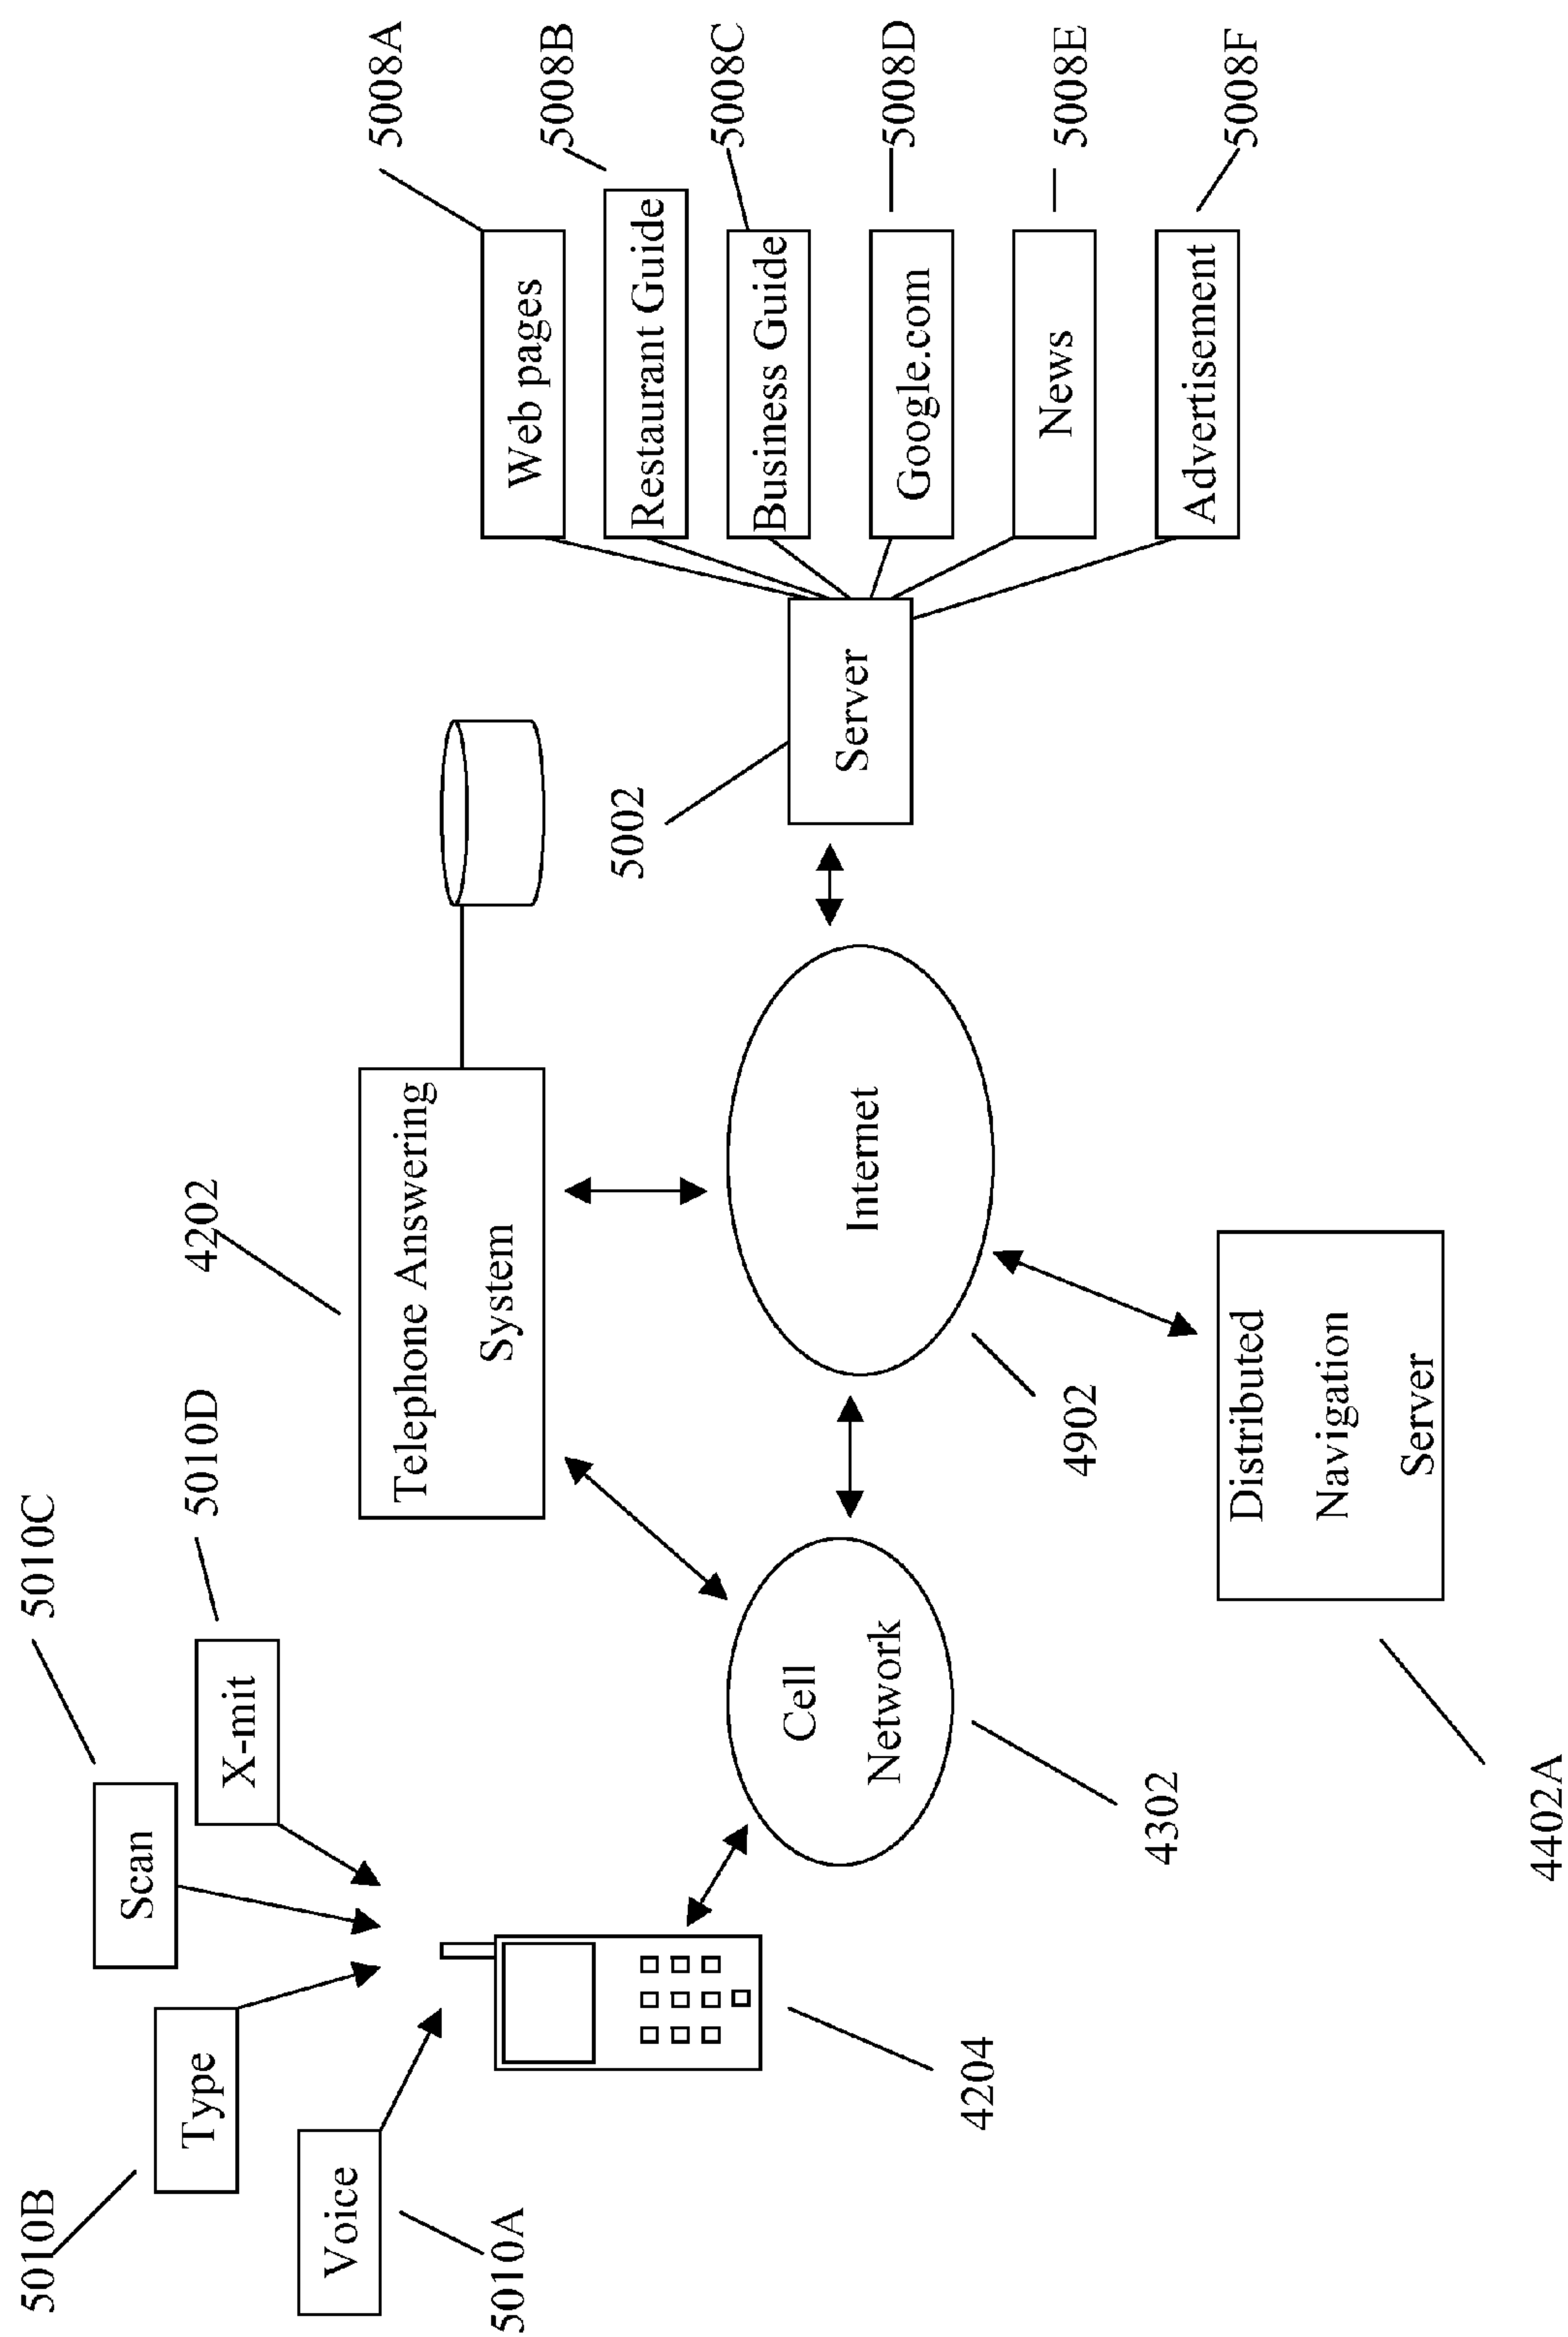 5010C
5010B
Scan
5010D
4202
Type
X-mit
5008A
Telephone Answering
System
Web pages
5008B
Voice
Restaurant Guide
5010A
5002
5008C
Business Guide
Server
Cell
Network
Internet
5008D
Google.com
4204
4302
4902
5008E
News
5008F
Advertisement
Distributed
Navigation
Server
4402A